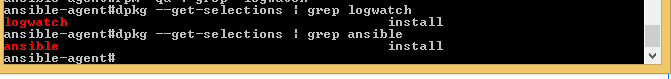 ansible-agent#dpkg --get-selections | grep logwatch
logwatch install
ansible-agent#dpkg --get-selections | grep ansible
ansible install
ansible-agent#